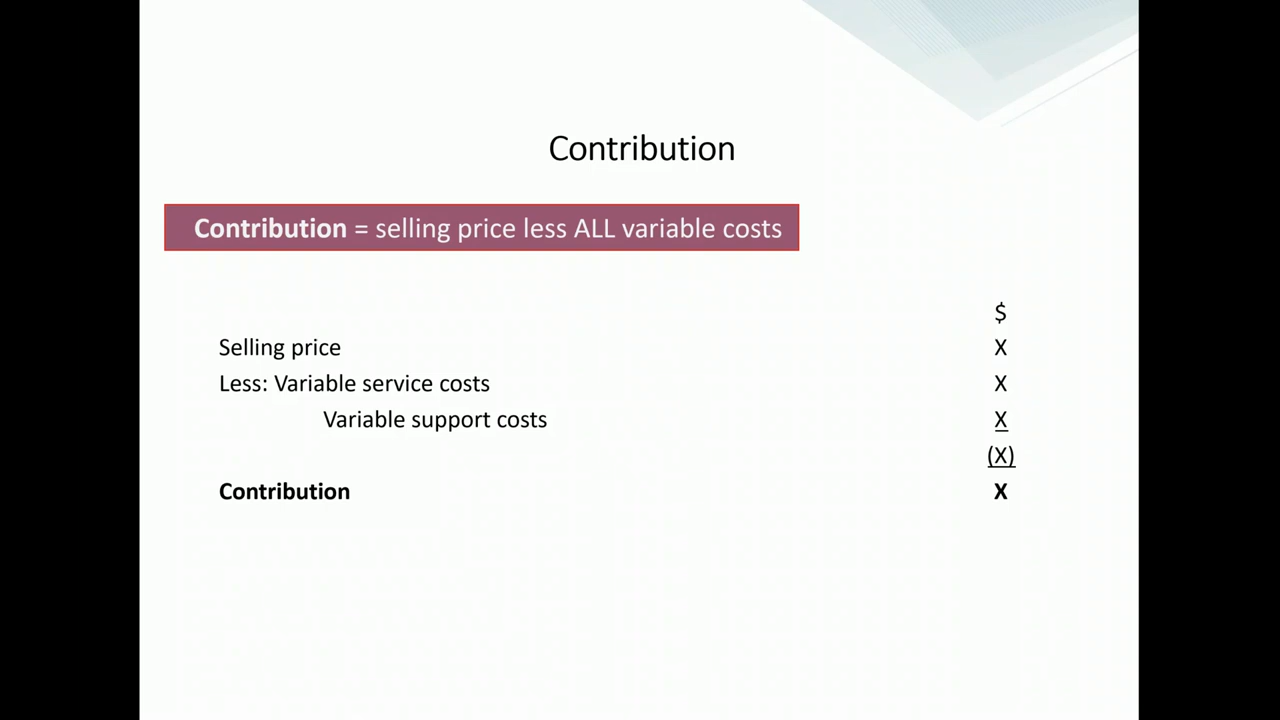 Contribution
Contribution = selling price less ALL variable costs
$
Selling price X
Less: Variable service costs X
Variable support costs X
(X)
Contribution X